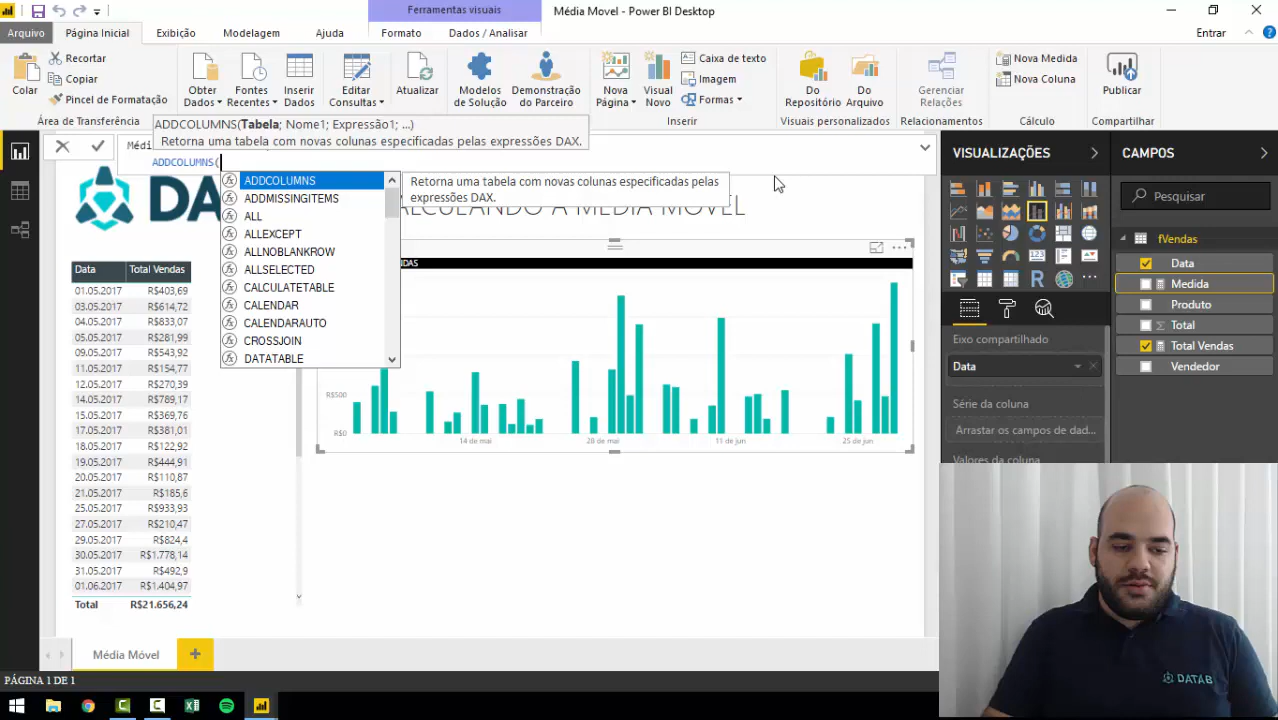 Ferramentas visuais
Média Movel - Power BI Desktop
Arquivo
Página Inicial
Exibição
Modelagem
Ajuda
Formato
Dados / Análise
Entrar
Colar
Recortar
Copiar
Pincel de Formatação
Área de Transferência
Obter
Dados
Fontes
Recentes
Inserir
Dados
Editar
Consultas
Atualizar
Modelos
de Solução
Demonstração
do Parceiro
Nova
Página
Visual
Novo
Caixa de texto
Imagem
Formas
Inserir
Do
Repositório
Do
Arquivo
Visuais personalizados
Gerenciar
Relações
Relacionamentos
Nova Medida
Nova Coluna
Cálculo
Publicar
Compartilhar
ADDCOLUMNS(Tabela; Nome1; Expressão1; ...)
Retorna uma tabela com novas colunas especificadas pelas expressões DAX.
Médi
ADDCOLUMNS(
ADDCOLUMNS
ADDMISSINGITEMS
ALL
ALLEXCEPT
ALLNOBLANKROW
ALLSELECTED
CALCULATETABLE
CALENDAR
CALENDARAUTO
CROSSJOIN
DATATABLE
Retorna uma tabela com novas colunas especificadas pelas
expressões DAX.
ALCULANDO A MÉDIA MÓVEL
DA
NDAS
Data Total Vendas
01.05.2017 R$403,69
03.05.2017 R$614,72
04.05.2017 R$833,07
05.05.2017 R$281,99
09.05.2017 R$543,92
11.05.2017 R$154,77
12.05.2017 R$270,39
14.05.2017 R$789,17
15.05.2017 R$369,76
17.05.2017 R$381,01
18.05.2017 R$122,92
19.05.2017 R$444,91
20.05.2017 R$110,87
21.05.2017 R$185,6
25.05.2017 R$933,93
27.05.2017 R$210,47
29.05.2017 R$824,4
30.05.2017 R$1.778,14
31.05.2017 R$492,9
01.06.2017 R$1.404,97
Total R$21.656,24
R$500
R$0
14 de mai
28 de mai
11 de jun
25 de jun
VISUALIZAÇÕES
Eixo compartilhado
Data
Série da coluna
Arrastar os campos de dad...
Valores da coluna
CAMPOS
Pesquisar
fVendas
Data
Medida
Produto
Total
Total Vendas
Vendedor
Média Móvel
PÁGINA 1 DE 1
DATAB